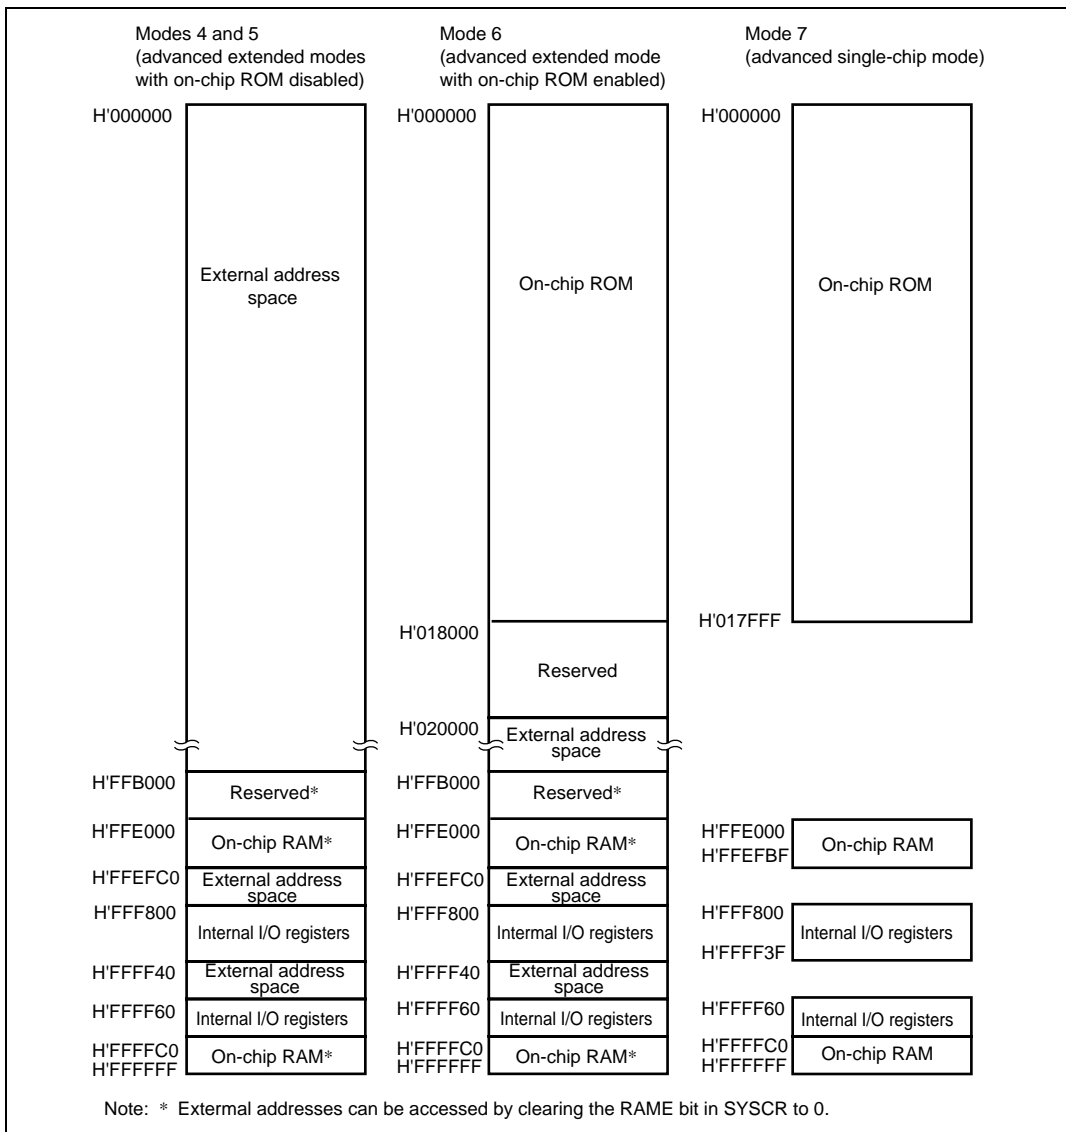 Modes 4 and 5
(advanced extended modes
with on-chip ROM disabled)
H'000000
External address
space
H'FFB000
Reserved*
H'FFE000
On-chip RAM*
H'FFEFC0
External address
space
H'FFF800
Internal I/O registers
H'FFFF40
External address
space
H'FFFF60
Internal I/O registers
H'FFFFC0
On-chip RAM*
H'FFFFFF
Mode 6
(advanced extended mode
with on-chip ROM enabled)
H'000000
On-chip ROM
H'018000
Reserved
H'020000
External address
space
H'FFB000
Reserved*
H'FFE000
On-chip RAM*
H'FFEFC0
External address
space
H'FFF800
Intermal I/O registers
H'FFFF40
External address
space
H'FFFF60
Internal I/O registers
H'FFFFC0
On-chip RAM*
H'FFFFFF
Mode 7
(advanced single-chip mode)
H'000000
On-chip ROM
H'017FFF
H'FFE000
On-chip RAM
H'FFEFBF
H'FFF800
Internal I/O registers
H'FFFF3F
H'FFFF60
Internal I/O registers
H'FFFFC0
On-chip RAM
H'FFFFFF
Note: * Extermal addresses can be accessed by clearing the RAME bit in SYSCR to 0.